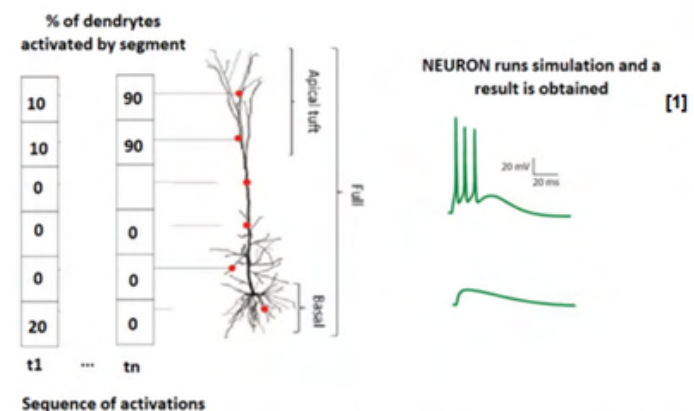 % of dendrytes
activated by segment
10
10
0
0
0
20
t1
...
90
90
0
0
0
tn
Sequence of activations
Apical tuft
Full
Basal
NEURON runs simulation and a
result is obtained
[1]
20 mV
20 ms